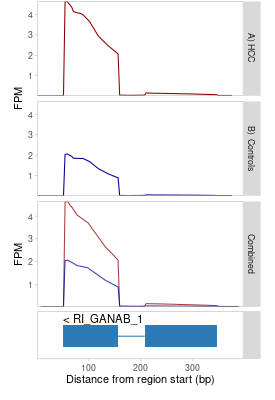 4
3
2
1
FPM
A) HCC
4
3
2
1
B) Controls
4
3
2
1
FPM
Combined
< RI_GANAB_1
100 200 300
Distance from region start (bp)